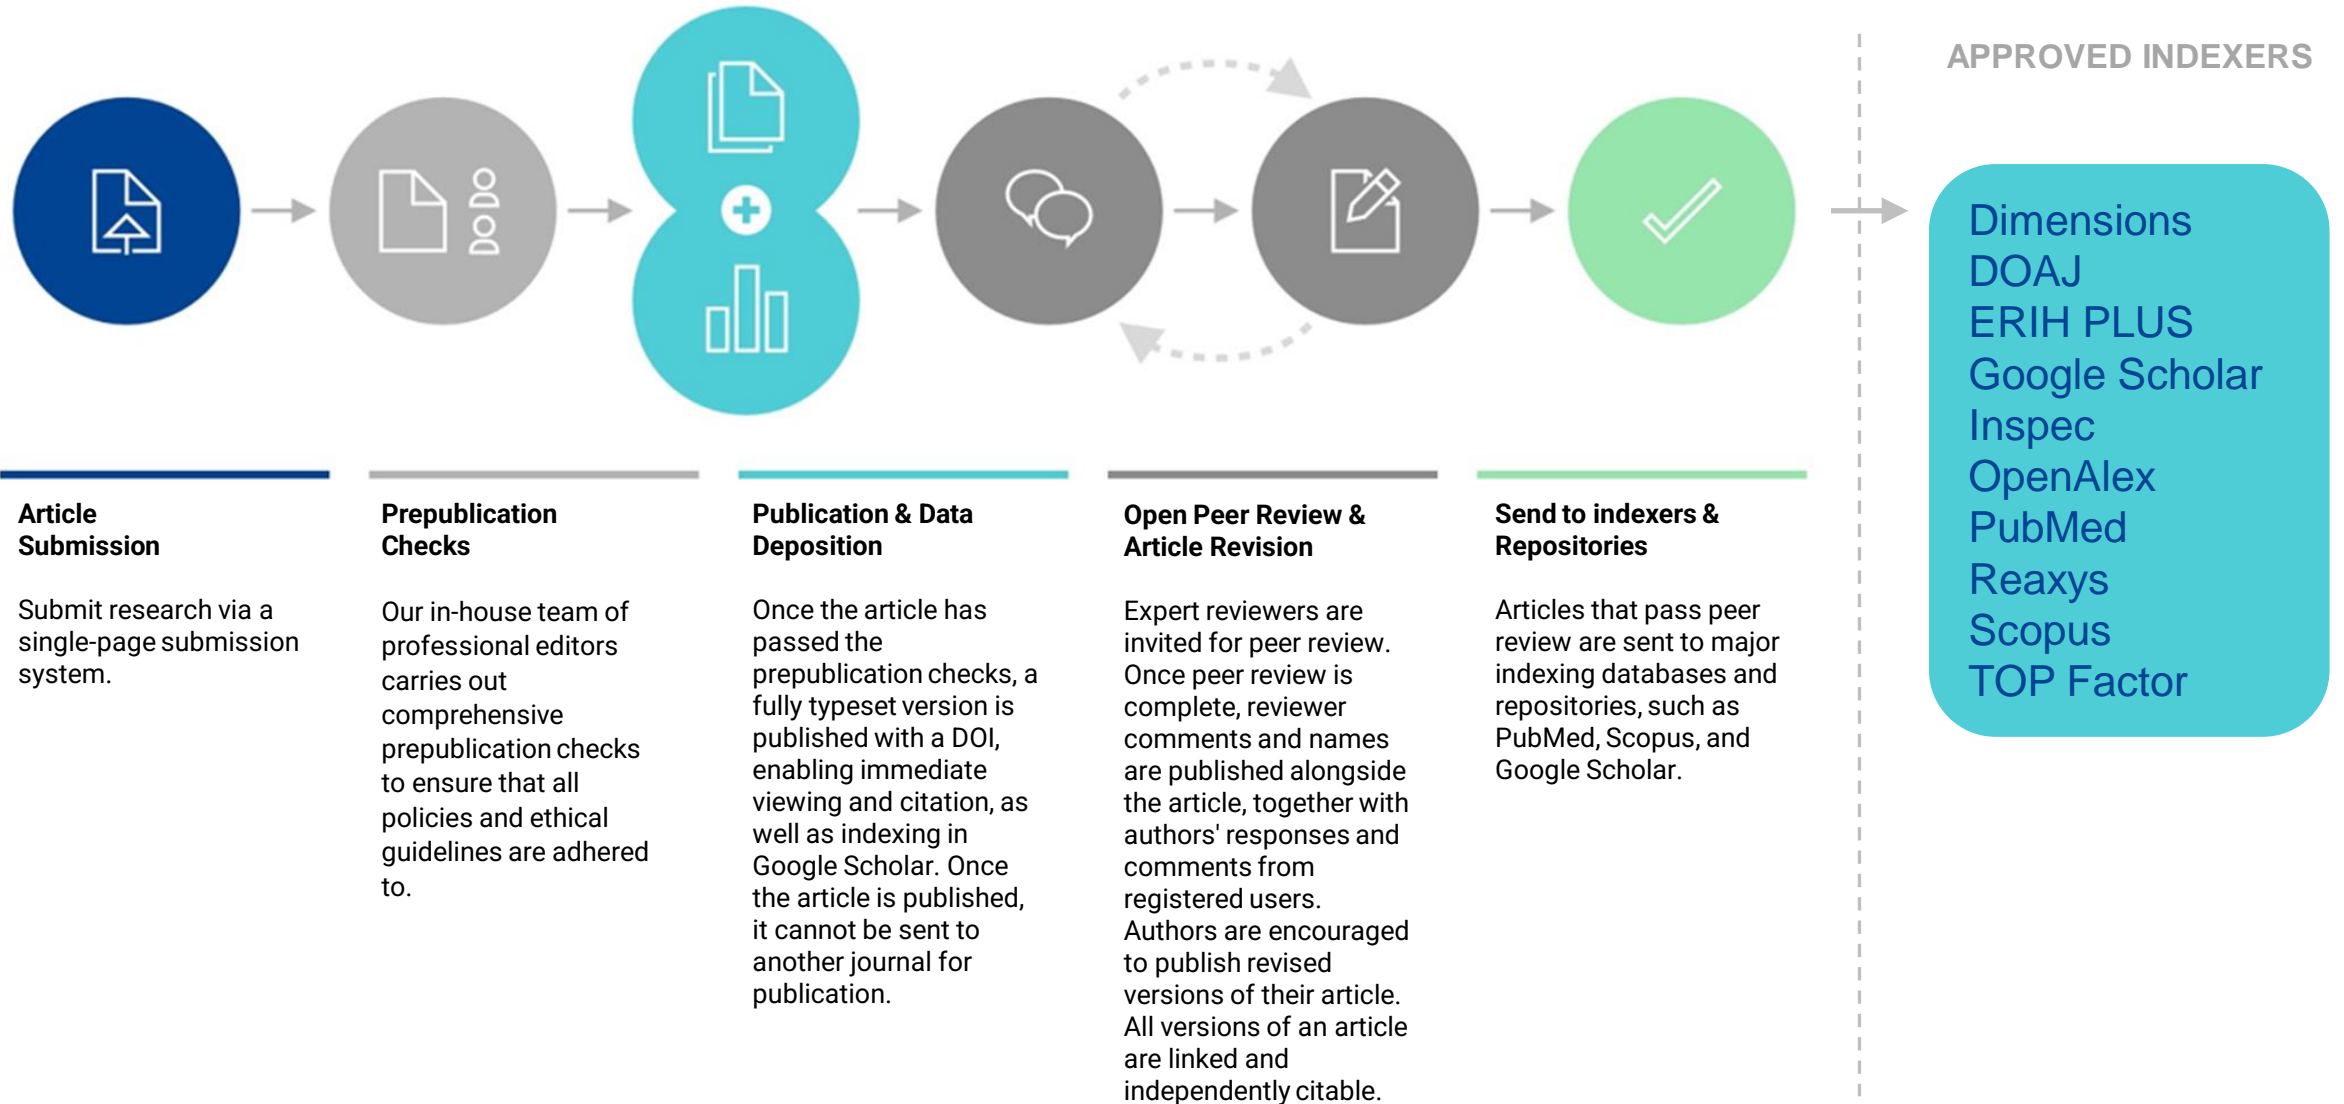 APPROVED INDEXERS
Dimensions
DOAJ
ERIH PLUS
Google Scholar
Inspec
OpenAlex
PubMed
Reaxys
Scopus
TOP Factor
Article
Submission
Submit research via a
single-page submission
system.
Prepublication
Checks
Our in-house team of
professional editors
carries out
comprehensive
prepublication checks
to ensure that all
policies and ethical
guidelines are adhered
to.
Publication & Data
Deposition
Once the article has
passed the
prepublication checks, a
fully typeset version is
published with a DOI,
enabling immediate
viewing and citation, as
well as indexing in
Google Scholar. Once
the article is published,
it cannot be sent to
another journal for
publication.
Open Peer Review &
Article Revision
Expert reviewers are
invited for peer review.
Once peer review is
complete, reviewer
comments and names
are published alongside
the article, together with
authors' responses and
comments from
registered users.
Authors are encouraged
to publish revised
versions of their article.
All versions of an article
are linked and
independently citable.
Send to indexers &
Repositories
Articles that pass peer
review are sent to major
indexing databases and
repositories, such as
PubMed, Scopus, and
Google Scholar.